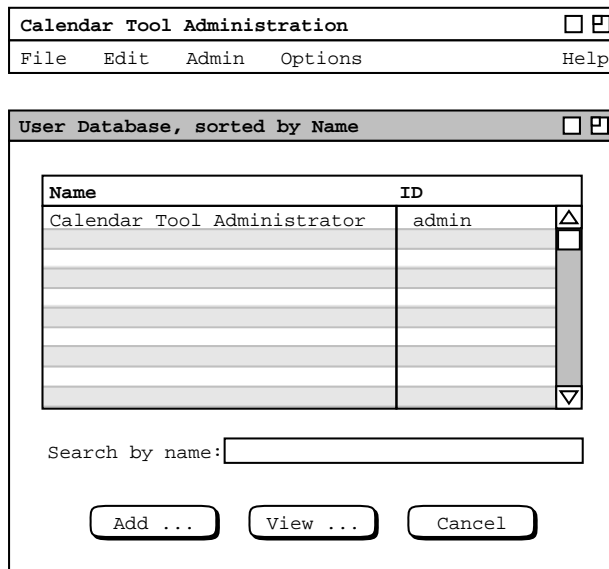 Calendar Tool Administration
File Edit Admin Options Help
User Database, sorted by Name
Name ID
Calendar Tool Administrator admin
Search by name:
Add ... View ... Cancel